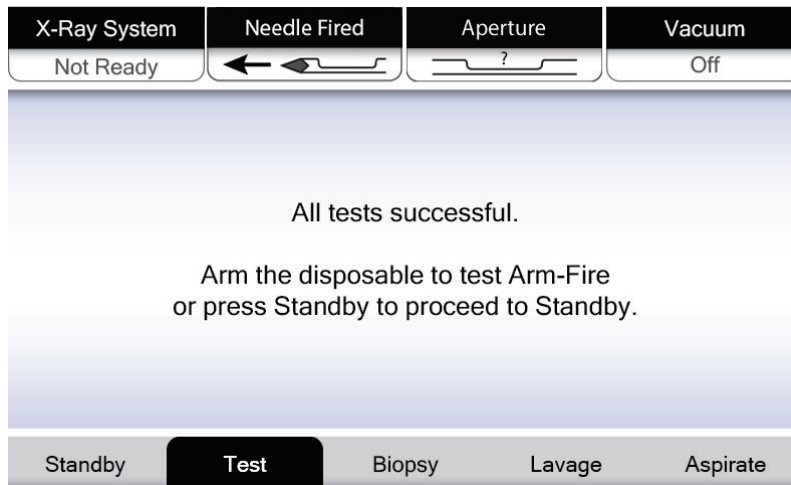 X-Ray System Needle Fired Aperture Vacuum
Not Ready ? Off
All tests successful.
Arm the disposable to test Arm-Fire
or press Standby to proceed to Standby.
Standby Test Biopsy Lavage Aspirate